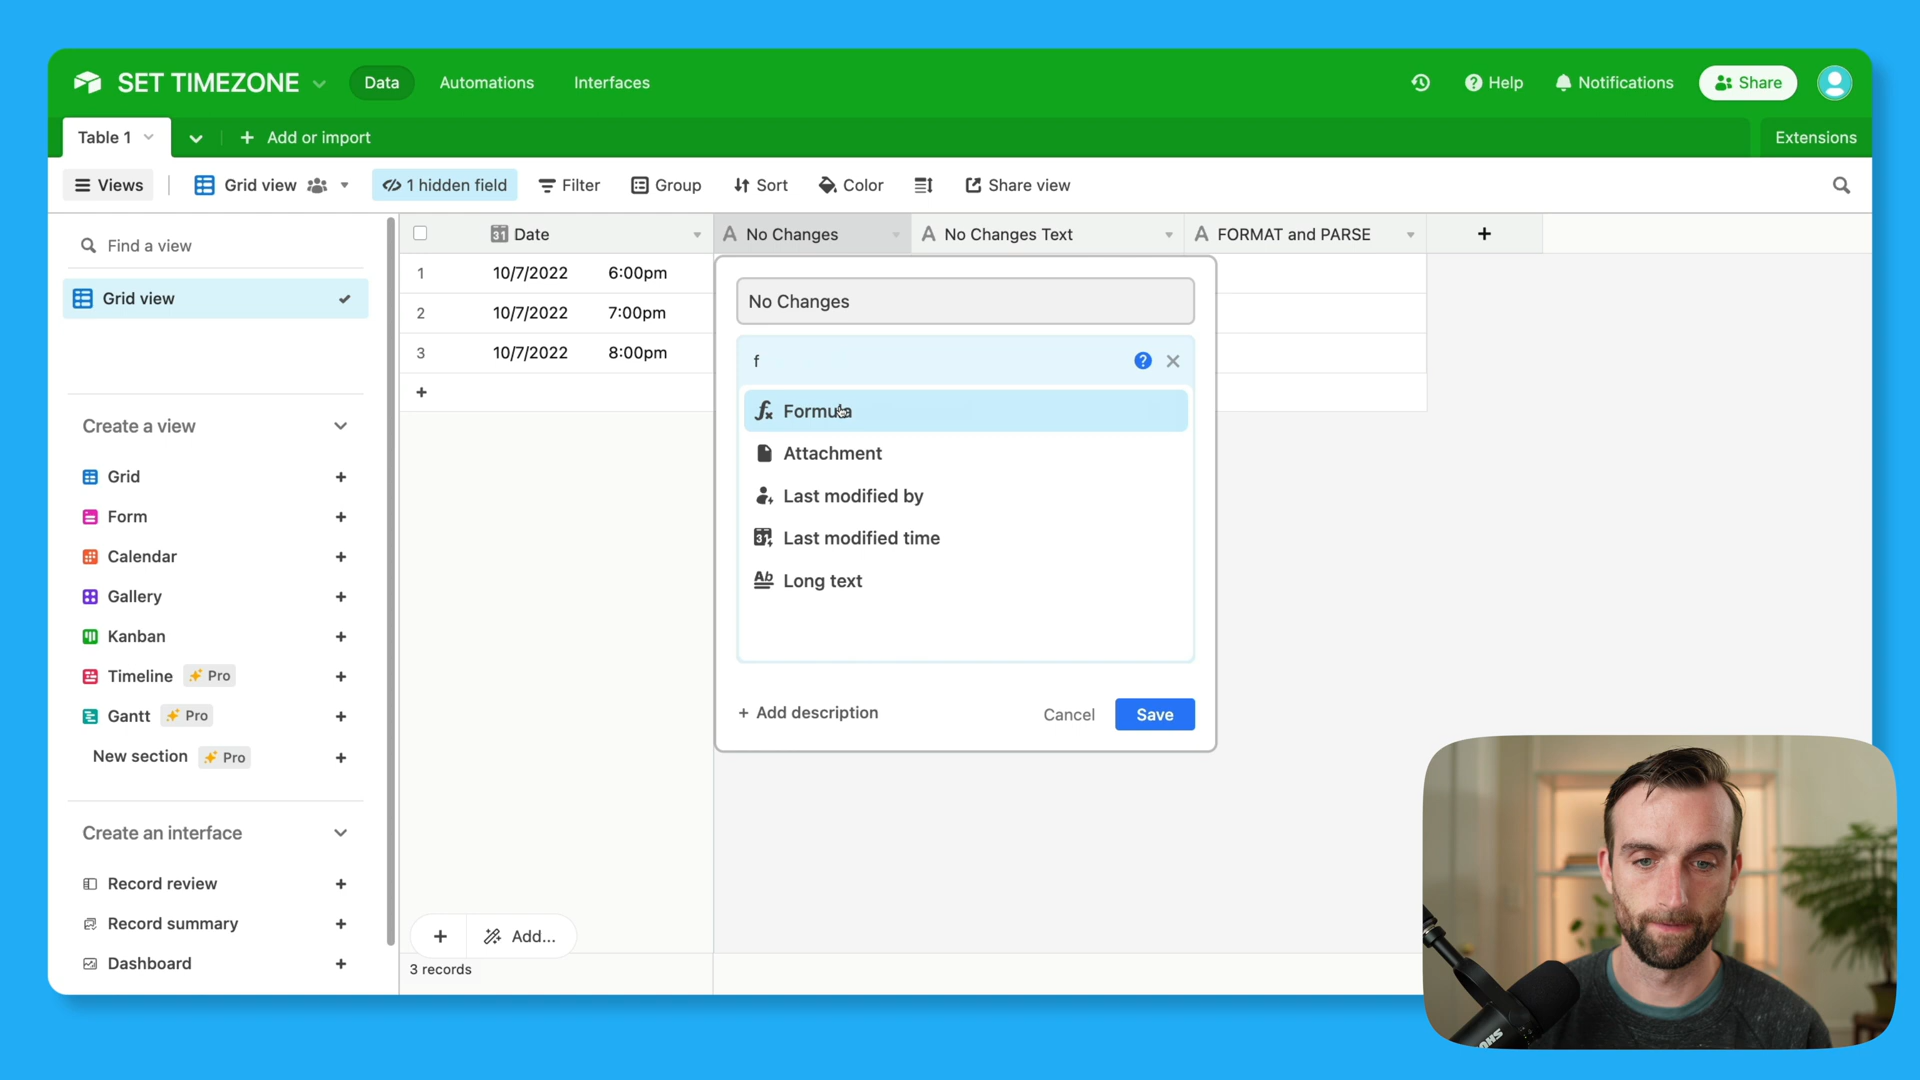 SET TIMEZONE
Data
Automations
Interfaces
Help
Notifications
Share
Table 1
Add or import
Extensions
Views
Grid view
1 hidden field
Filter
Group
Sort
Color
Share view
Find a view
Grid view
Create a view
Grid
Form
Calendar
Gallery
Kanban
Timeline Pro
Gantt Pro
New section Pro
Create an interface
Record review
Record summary
Dashboard
31 Date
A No Changes
A No Changes Text
A FORMAT and PARSE
1 10/7/2022 6:00pm
2 10/7/2022 7:00pm
3 10/7/2022 8:00pm
No Changes
f
Formula
Attachment
Last modified by
Last modified time
Long text
+ Add description
Cancel
Save
+ Add...
3 records
SHURE